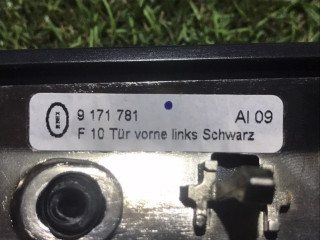 9 171 781 AI 09
F 10 Tür vorne links Schwarz